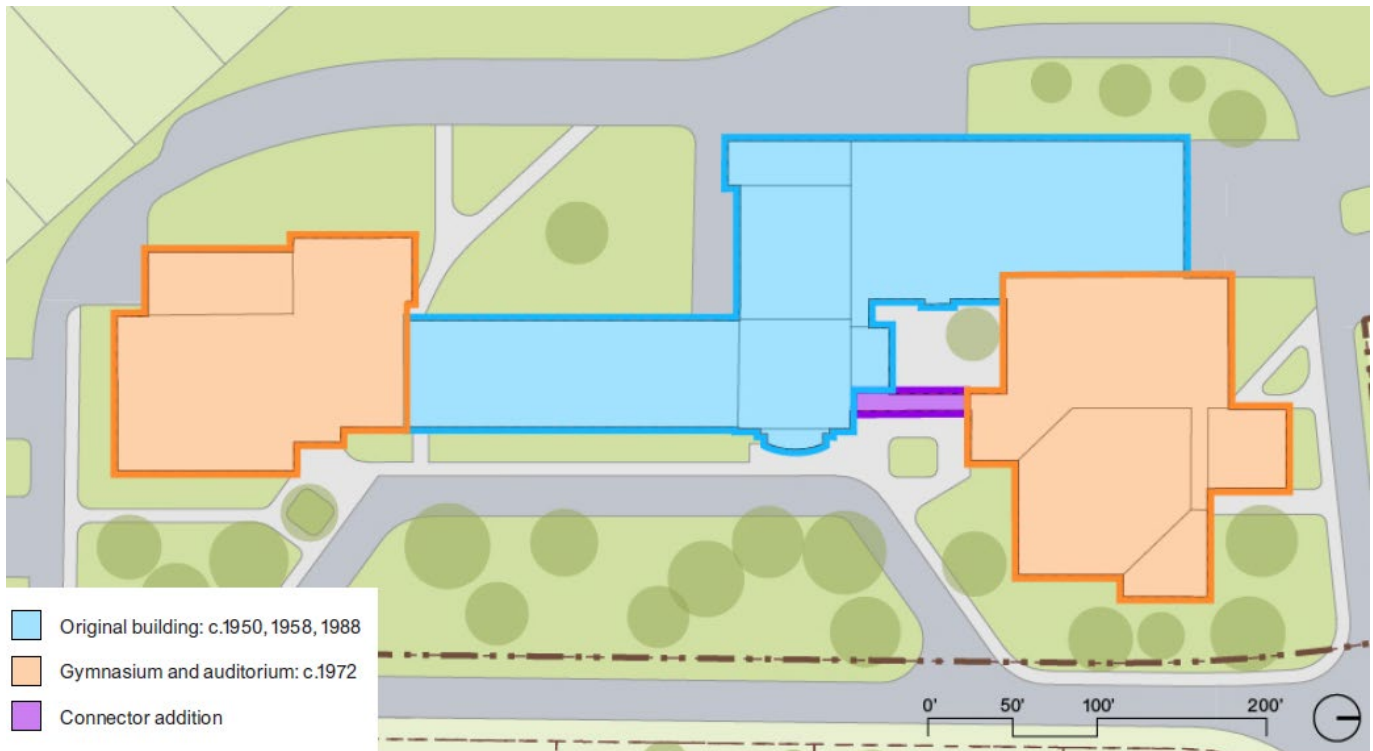 Original building: c.1950, 1958, 1988
Gymnasium and auditorium: c.1972
Connector addition
0' 50' 100' 200'